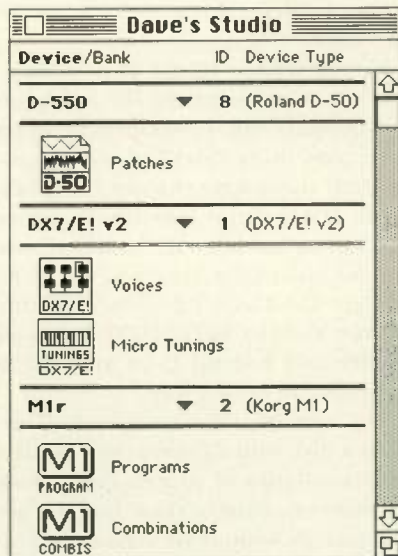 Dave's Studio
Device/Bank ID Device Type
D-550 8 (Roland D-50)
D-50
Patches
DX7/E! v2 1 (DX7/E! v2)
DX7/E!
Voices
TUNINGS
DX7/E!
Micro Tunings
M1r 2 (Korg M1)
M1
PROGRAM
Programs
M1
COMBIS
Combinations